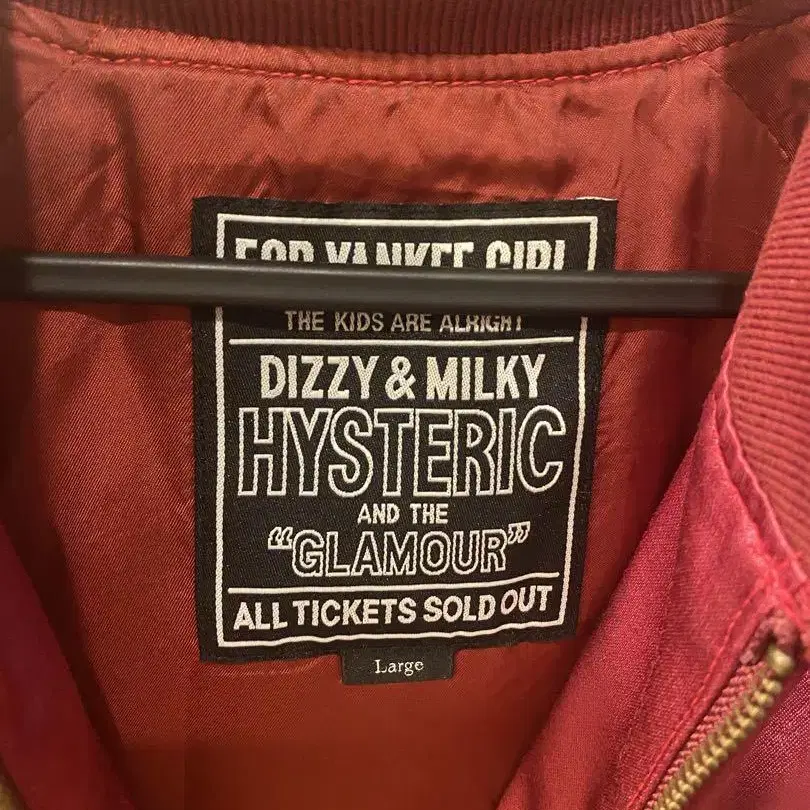 FOR YANKEE GIRL
THE KIDS ARE ALRIGHT
DIZZY & MILKY
HYSTERIC
AND THE
“GLAMOUR”
ALL TICKETS SOLD OUT
Large